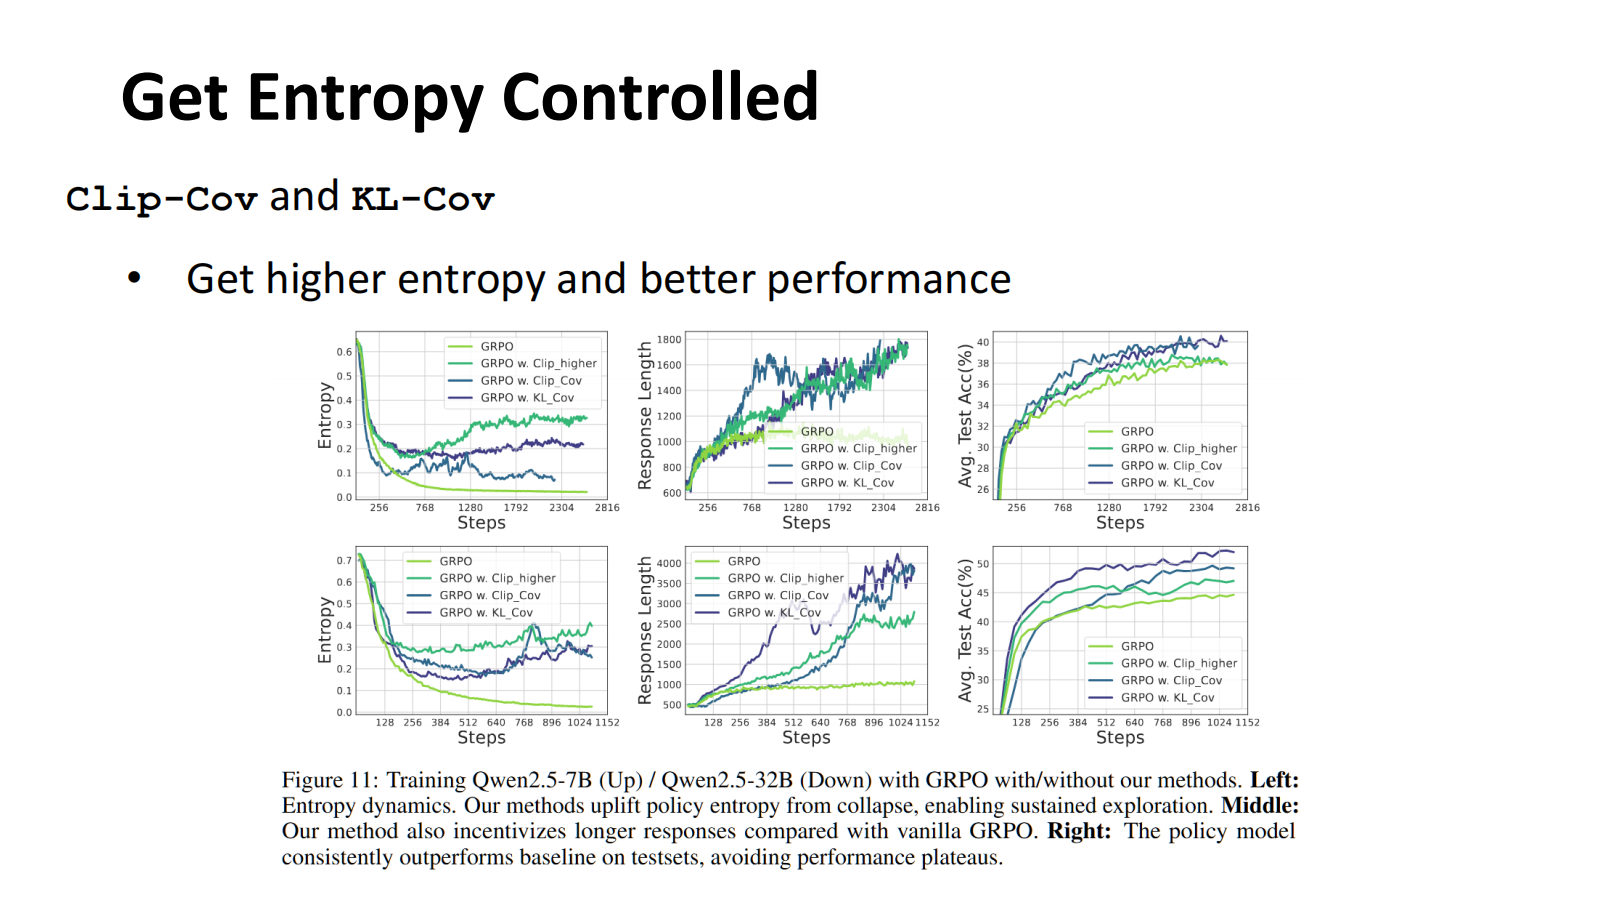 Get Entropy Controlled
Clip-Cov and KL-Cov
• Get higher entropy and better performance
Entropy
0.6
0.5
0.4
0.3
0.2
0.1
0.0
GRPO
GRPO w. Clip_higher
GRPO w. Clip_Cov
GRPO w. KL_Cov
256 768 1280 1792 2304 2816
Steps
Response Length
1800
1600
1400
1200
1000
800
600
GRPO
GRPO w. Clip_higher
GRPO w. Clip_Cov
GRPO w. KL_Cov
256 768 1280 1792 2304 2816
Steps
Avg. Test Acc(%)
40
38
36
34
32
30
28
26
GRPO
GRPO w. Clip_higher
GRPO w. Clip_Cov
GRPO w. KL_Cov
256 768 1280 1792 2304 2816
Steps
Entropy
0.7
0.6
0.5
0.4
0.3
0.2
0.1
0.0
GRPO
GRPO w. Clip_higher
GRPO w. Clip_Cov
GRPO w. KL_Cov
128 256 384 512 640 768 896 1024 1152
Steps
Response Length
4000
3500
3000
2500
2000
1500
1000
500
GRPO
GRPO w. Clip_higher
GRPO w. Clip_Cov
GRPO w. KL_Cov
128 256 384 512 640 768 896 1024 1152
Steps
Avg. Test Acc(%)
50
45
40
35
30
25
GRPO
GRPO w. Clip_higher
GRPO w. Clip_Cov
GRPO w. KL_Cov
128 256 384 512 640 768 896 1024 1152
Steps
Figure 11: Training Qwen2.5-7B (Up) / Qwen2.5-32B (Down) with GRPO with/without our methods. Left:
Entropy dynamics. Our methods uplift policy entropy from collapse, enabling sustained exploration. Middle:
Our method also incentivizes longer responses compared with vanilla GRPO. Right: The policy model
consistently outperforms baseline on testsets, avoiding performance plateaus.